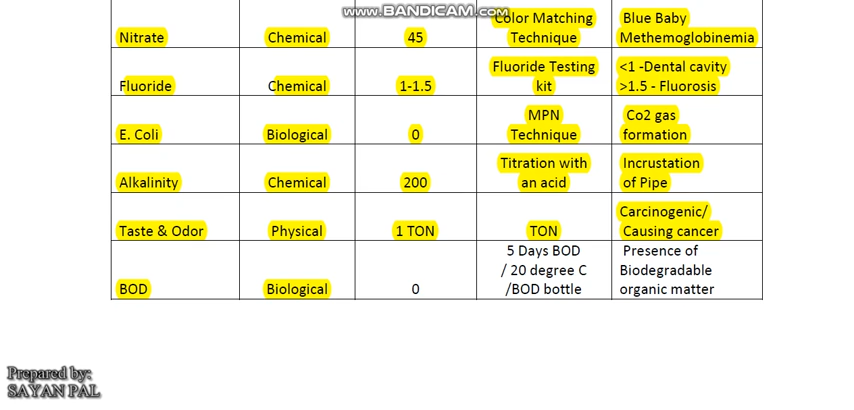 www.BANDICAM.com
Color Matching Blue Baby
Nitrate Chemical 45 Technique Methemoglobinemia
Fluoride Testing <1 -Dental cavity
Fluoride Chemical 1-1.5 kit >1.5 - Fluorosis
MPN Co2 gas
E. Coli Biological 0 Technique formation
Titration with Incrustation
Alkalinity Chemical 200 an acid of Pipe
Carcinogenic/
Taste & Odor Physical 1 TON TON Causing cancer
5 Days BOD Presence of
/ 20 degree C Biodegradable
BOD Biological 0 /BOD bottle organic matter
Prepared by:
SAYAN PAL